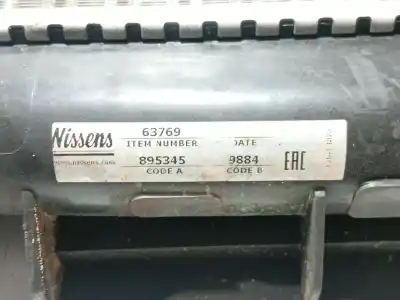 Nissens
63769
ITEM NUMBER
DATE
895345
9884
CODE A
CODE B
EAC